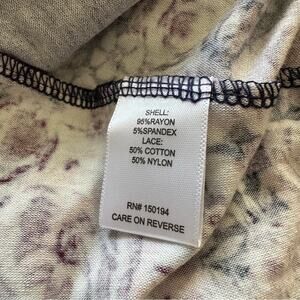 SHELL:
95%RAYON
5%SPANDEX
LACE:
50% COTTON
50% NYLON
RN# 150194
CARE ON REVERSE